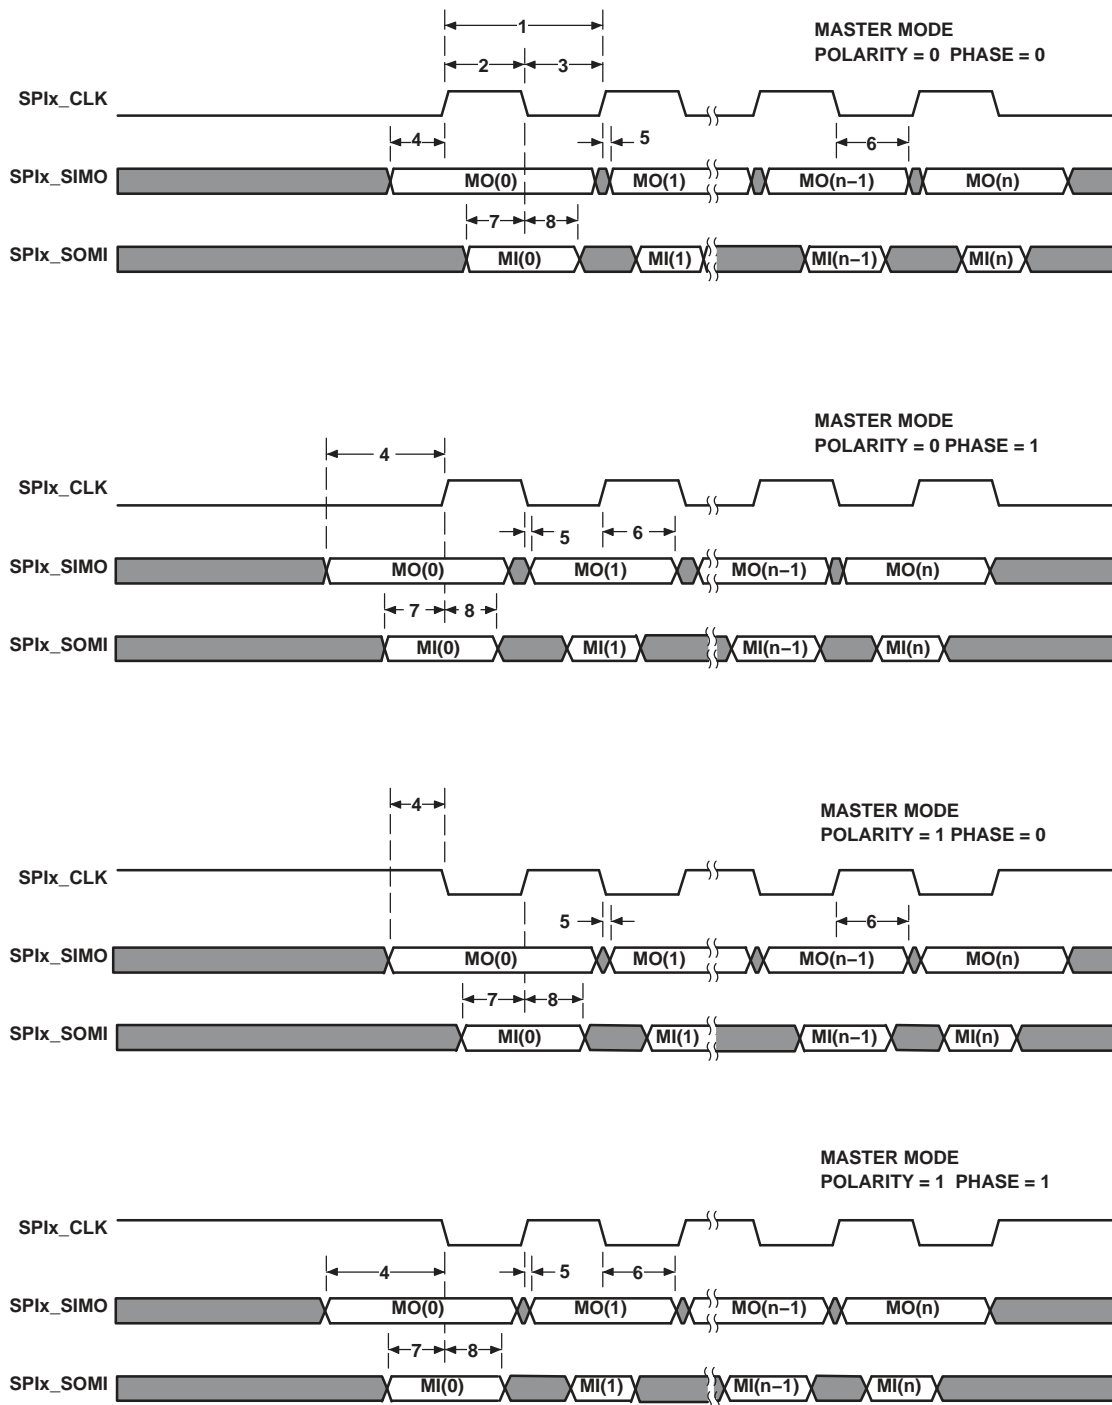 1
MASTER MODE
POLARITY = 0 PHASE = 0
2 3
SPIx_CLK
4 5 6
SPIx_SIMO MO(0) MO(1) MO(n−1) MO(n)
7 8
SPIx_SOMI MI(0) MI(1) MI(n−1) MI(n)
MASTER MODE
POLARITY = 0 PHASE = 1
4
SPIx_CLK
5 6
SPIx_SIMO MO(0) MO(1) MO(n−1) MO(n)
7 8
SPIx_SOMI MI(0) MI(1) MI(n−1) MI(n)
4
MASTER MODE
POLARITY = 1 PHASE = 0
SPIx_CLK
5 6
SPIx_SIMO MO(0) MO(1) MO(n−1) MO(n)
7 8
SPIx_SOMI MI(0) MI(1) MI(n−1) MI(n)
MASTER MODE
POLARITY = 1 PHASE = 1
SPIx_CLK
4 5 6
SPIx_SIMO MO(0) MO(1) MO(n−1) MO(n)
7 8
SPIx_SOMI MI(0) MI(1) MI(n−1) MI(n)